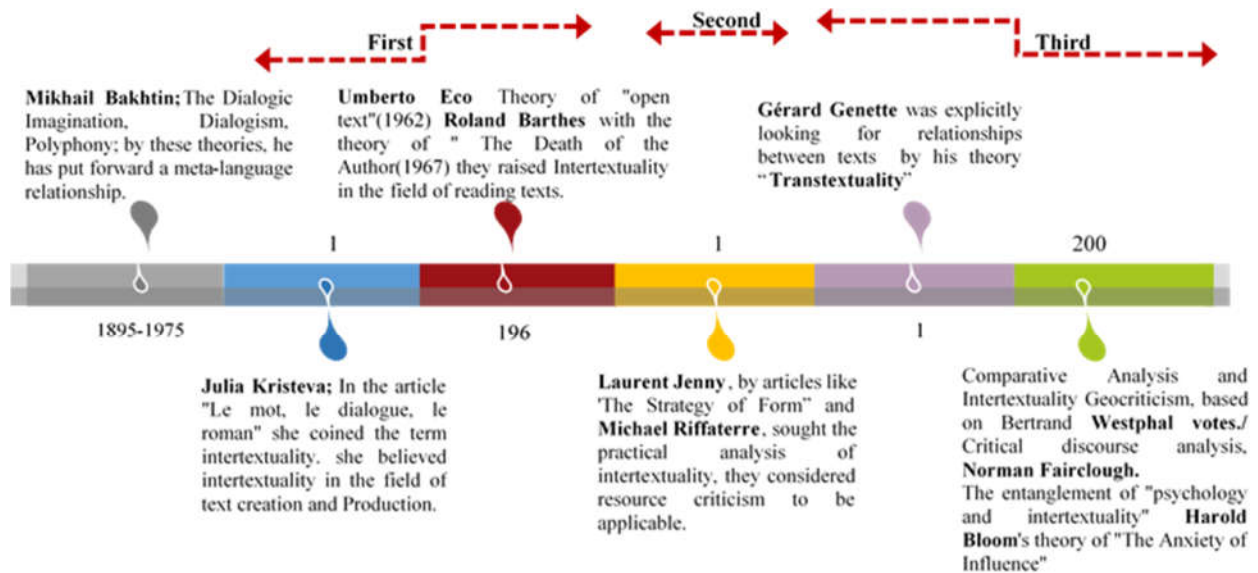 First
Second
Third
Mikhail Bakhtin; The Dialogic
Imagination, Dialogism,
Polyphony; by these theories, he
has put forward a meta-language
relationship.
Umberto Eco Theory of "open
text"(1962) Roland Barthes with the
theory of " The Death of the
Author(1967) they raised Intertextuality
in the field of reading texts.
Gérard Genette was explicitly
looking for relationships
between texts by his theory
"Transtextuality"
1
1
200
1895-1975
196
1
Julia Kristeva; In the article
"Le mot, le dialogue, le
roman" she coined the term
intertextuality. she believed
intertextuality in the field of
text creation and Production.
Laurent Jenny, by articles like
'The Strategy of Form" and
Michael Riffaterre, sought the
practical analysis of
intertextuality, they considered
resource criticism to be
applicable.
Comparative Analysis and
Intertextuality Geocriticism, based
on Bertrand Westphal votes./
Critical discourse analysis,
Norman Fairclough.
The entanglement of "psychology
and intertextuality" Harold
Bloom's theory of "The Anxiety of
Influence"